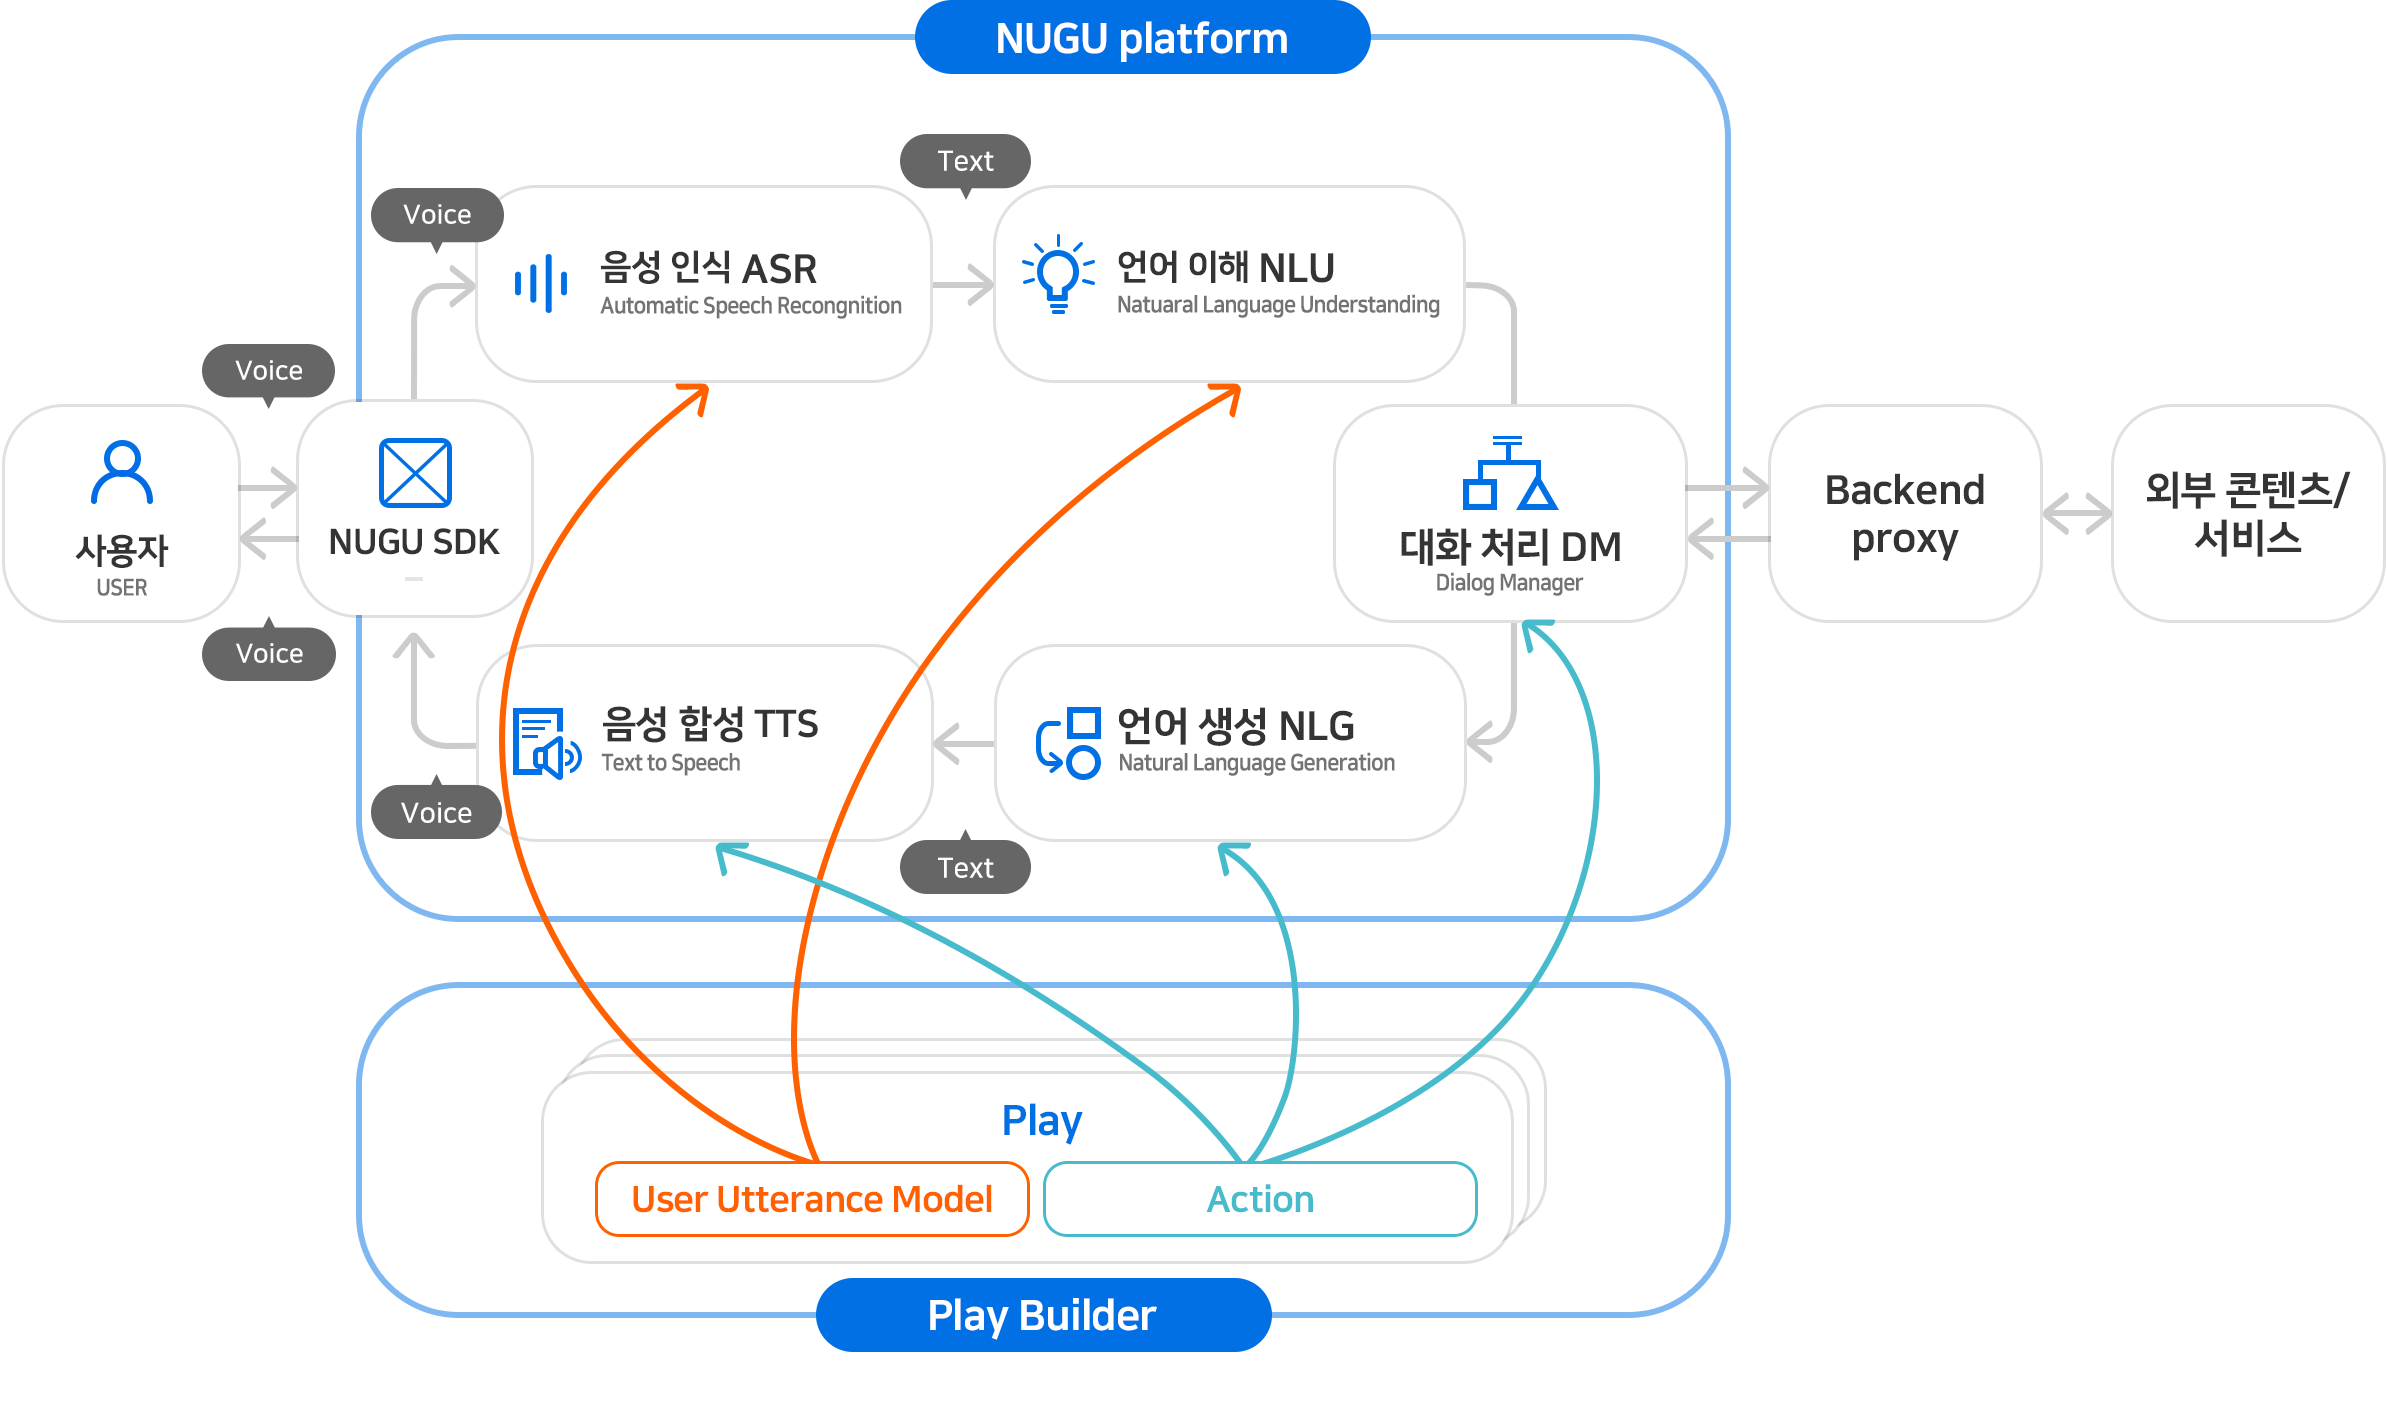 NUGU platform
Text
Voice
음성 인식 ASR
Automatic Speech Recongnition
언어 이해 NLU
Natuaral Language Understanding
Voice
사용자
USER
NUGU SDK
대화 처리 DM
Dialog Manager
Backend
proxy
외부 콘텐츠/
서비스
Voice
음성 합성 TTS
Text to Speech
언어 생성 NLG
Natural Language Generation
Voice
Text
Play
User Utterance Model
Action
Play Builder